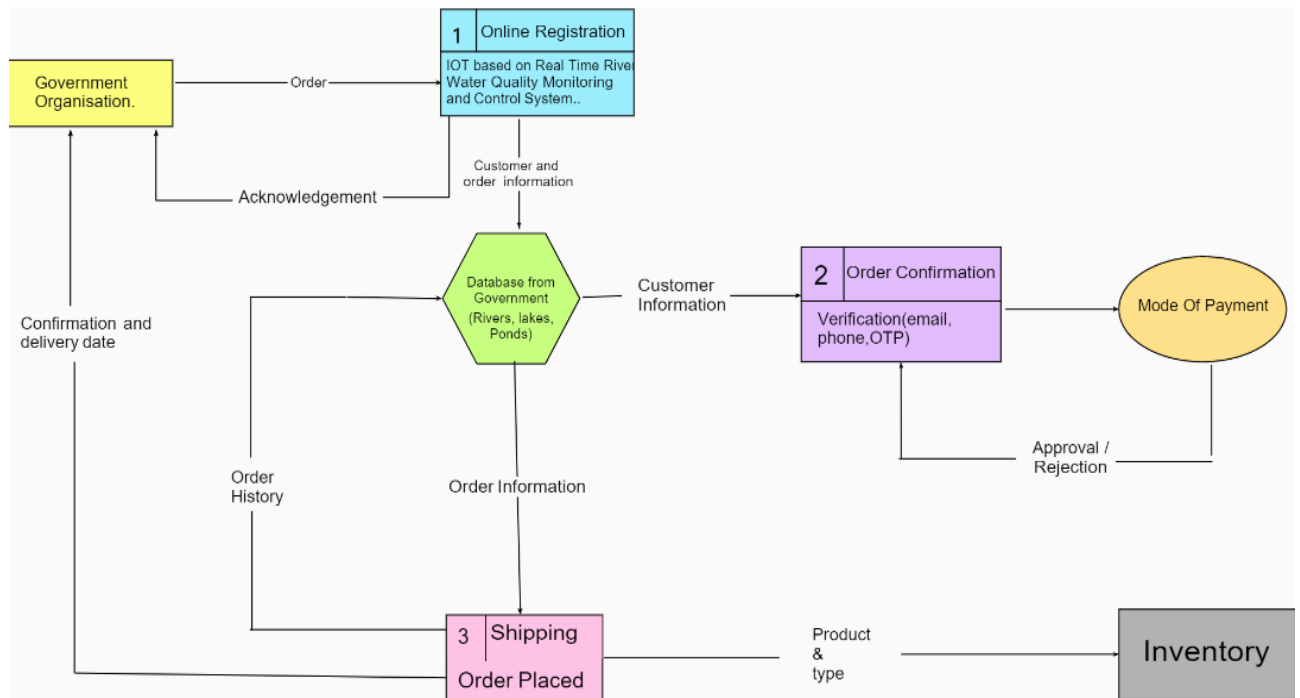 1
Online Registration
IOT based on Real Time River
Water Quality Monitoring
and Control System..
Government
Organisation.
Order
Customer and
order information
Acknowledgement
Database from
Government
(Rivers, lakes,
Ponds)
Customer
Information
2
Order Confirmation
Verification(email,
phone,OTP)
Mode Of Payment
Confirmation and
delivery date
Approval /
Rejection
Order
History
Order Information
3
Shipping
Order Placed
Product
&
type
Inventory